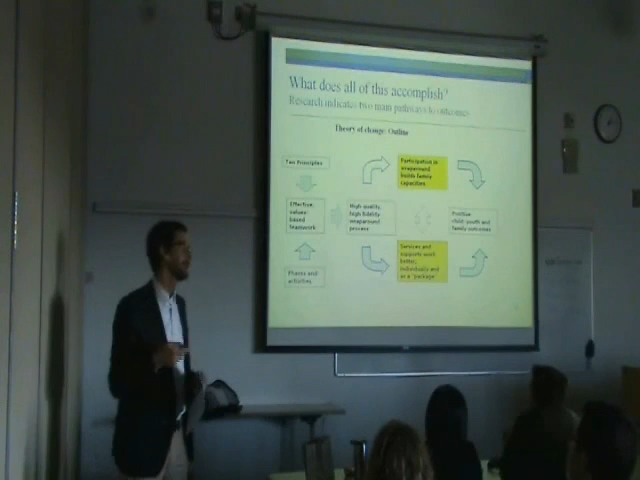 What does all of this accomplish?
Research indicates two main pathways to outcomes
Theory of change: Outline
Ten Principles
Participation in
wraparound
builds family
capacities
Effective,
values-
based
teamwork
High quality,
high fidelity
wraparound
process
Positive
child/youth and
family outcomes
Phases and
activities
Services and
supports work
better,
individually and
as a "package"